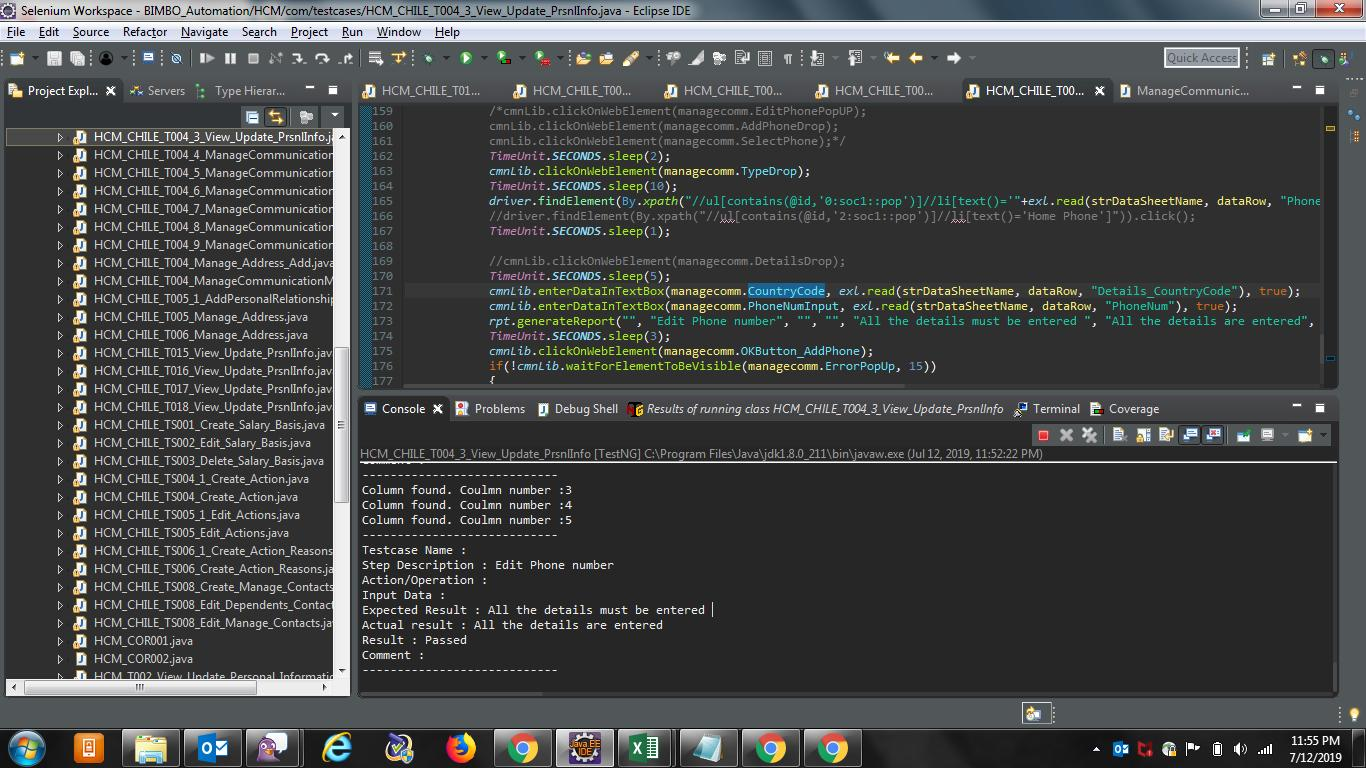 Selenium Workspace - BIMBO_Automation/HCM/com/testcases/HCM_CHILE_T004_3_View_Update_PrsnlInfo.java - Eclipse IDE
File Edit Source Refactor Navigate Search Project Run Window Help
Quick Access
Project Expl... Servers Type Hierar...
HCM_CHILE_T01... HCM_CHILE_T00... HCM_CHILE_T00... HCM_CHILE_T00... HCM_CHILE_T00... ManageCommunic...
HCM_CHILE_T004_3_View_Update_PrsnlInfo.ja
HCM_CHILE_T004_4_ManageCommunication
HCM_CHILE_T004_5_ManageCommunication
HCM_CHILE_T004_6_ManageCommunication
HCM_CHILE_T004_7_ManageCommunication
HCM_CHILE_T004_8_ManageCommunication
HCM_CHILE_T004_9_ManageCommunication
HCM_CHILE_T004_Manage_Address_Add.java
HCM_CHILE_T004_ManageCommunicationM
HCM_CHILE_T005_1_AddPersonalRelationship
HCM_CHILE_T005_Manage_Address.java
HCM_CHILE_T006_Manage_Address.java
HCM_CHILE_T015_View_Update_PrsnlInfo.java
HCM_CHILE_T016_View_Update_PrsnlInfo.java
HCM_CHILE_T017_View_Update_PrsnlInfo.java
HCM_CHILE_T018_View_Update_PrsnlInfo.java
HCM_CHILE_TS001_Create_Salary_Basis.java
HCM_CHILE_TS002_Edit_Salary_Basis.java
HCM_CHILE_TS003_Delete_Salary_Basis.java
HCM_CHILE_TS004_1_Create_Action.java
HCM_CHILE_TS004_Create_Action.java
HCM_CHILE_TS005_1_Edit_Actions.java
HCM_CHILE_TS005_Edit_Actions.java
HCM_CHILE_TS006_1_Create_Action_Reasons
HCM_CHILE_TS006_Create_Action_Reasons.ja
HCM_CHILE_TS008_Create_Manage_Contacts
HCM_CHILE_TS008_Edit_Dependents_Contact
HCM_CHILE_TS008_Edit_Manage_Contacts.ja
HCM_COR001.java
HCM_COR002.java
HCM_T002_View_Update_Personal_Informatio
159 /*cmnLib.clickOnWebElement(managecomm.EditPhonePopUP);
160 cmnLib.clickOnWebElement(managecomm.AddPhoneDrop);
161 cmnLib.clickOnWebElement(managecomm.SelectPhone);*/
162 TimeUnit.SECONDS.sleep(2);
163 cmnLib.clickOnWebElement(managecomm.TypeDrop);
164 TimeUnit.SECONDS.sleep(10);
165 driver.findElement(By.xpath("//ul[contains(@id,'0:soc1::pop')]//li[text()='"+exl.read(strDataSheetName, dataRow, "Phone
166 //driver.findElement(By.xpath("//ul[contains(@id,'2:soc1::pop')]//li[text()='Home Phone']")).click();
167 TimeUnit.SECONDS.sleep(1);
168
169 //cmnLib.clickOnWebElement(managecomm.DetailsDrop);
170 TimeUnit.SECONDS.sleep(5);
171 cmnLib.enterDataInTextBox(managecomm.CountryCode, exl.read(strDataSheetName, dataRow, "Details_CountryCode"), true);
172 cmnLib.enterDataInTextBox(managecomm.PhoneNumInput, exl.read(strDataSheetName, dataRow, "PhoneNum"), true);
173 rpt.generateReport("", "Edit Phone number", "", "", "All the details must be entered ", "All the details are entered",
174 TimeUnit.SECONDS.sleep(3);
175 cmnLib.clickOnWebElement(managecomm.OKButton_AddPhone);
176 if(!cmnLib.waitForElementToBeVisible(managecomm.ErrorPopUp, 15))
177 {
Console Problems Debug Shell Results of running class HCM_CHILE_T004_3_View_Update_PrsnlInfo Terminal Coverage
HCM_CHILE_T004_3_View_Update_PrsnlInfo [TestNG] C:\Program Files\Java\jdk1.8.0_211\bin\javaw.exe (Jul 12, 2019, 11:52:22 PM)
--------------------------
Column found. Coulmn number :3
Column found. Coulmn number :4
Column found. Coulmn number :5
--------------------------
Testcase Name :
Step Description : Edit Phone number
Action/Operation :
Input Data :
Expected Result : All the details must be entered
Actual result : All the details are entered
Result : Passed
Comment :
--------------------------
Java EE
IDE
11:55 PM
7/12/2019